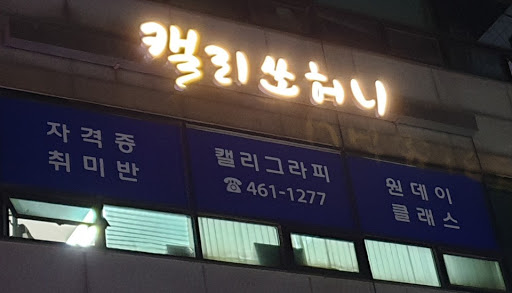 캘리쏘허니
자격증
취미반
캘리그라피
☎461-1277
원데이
클래스